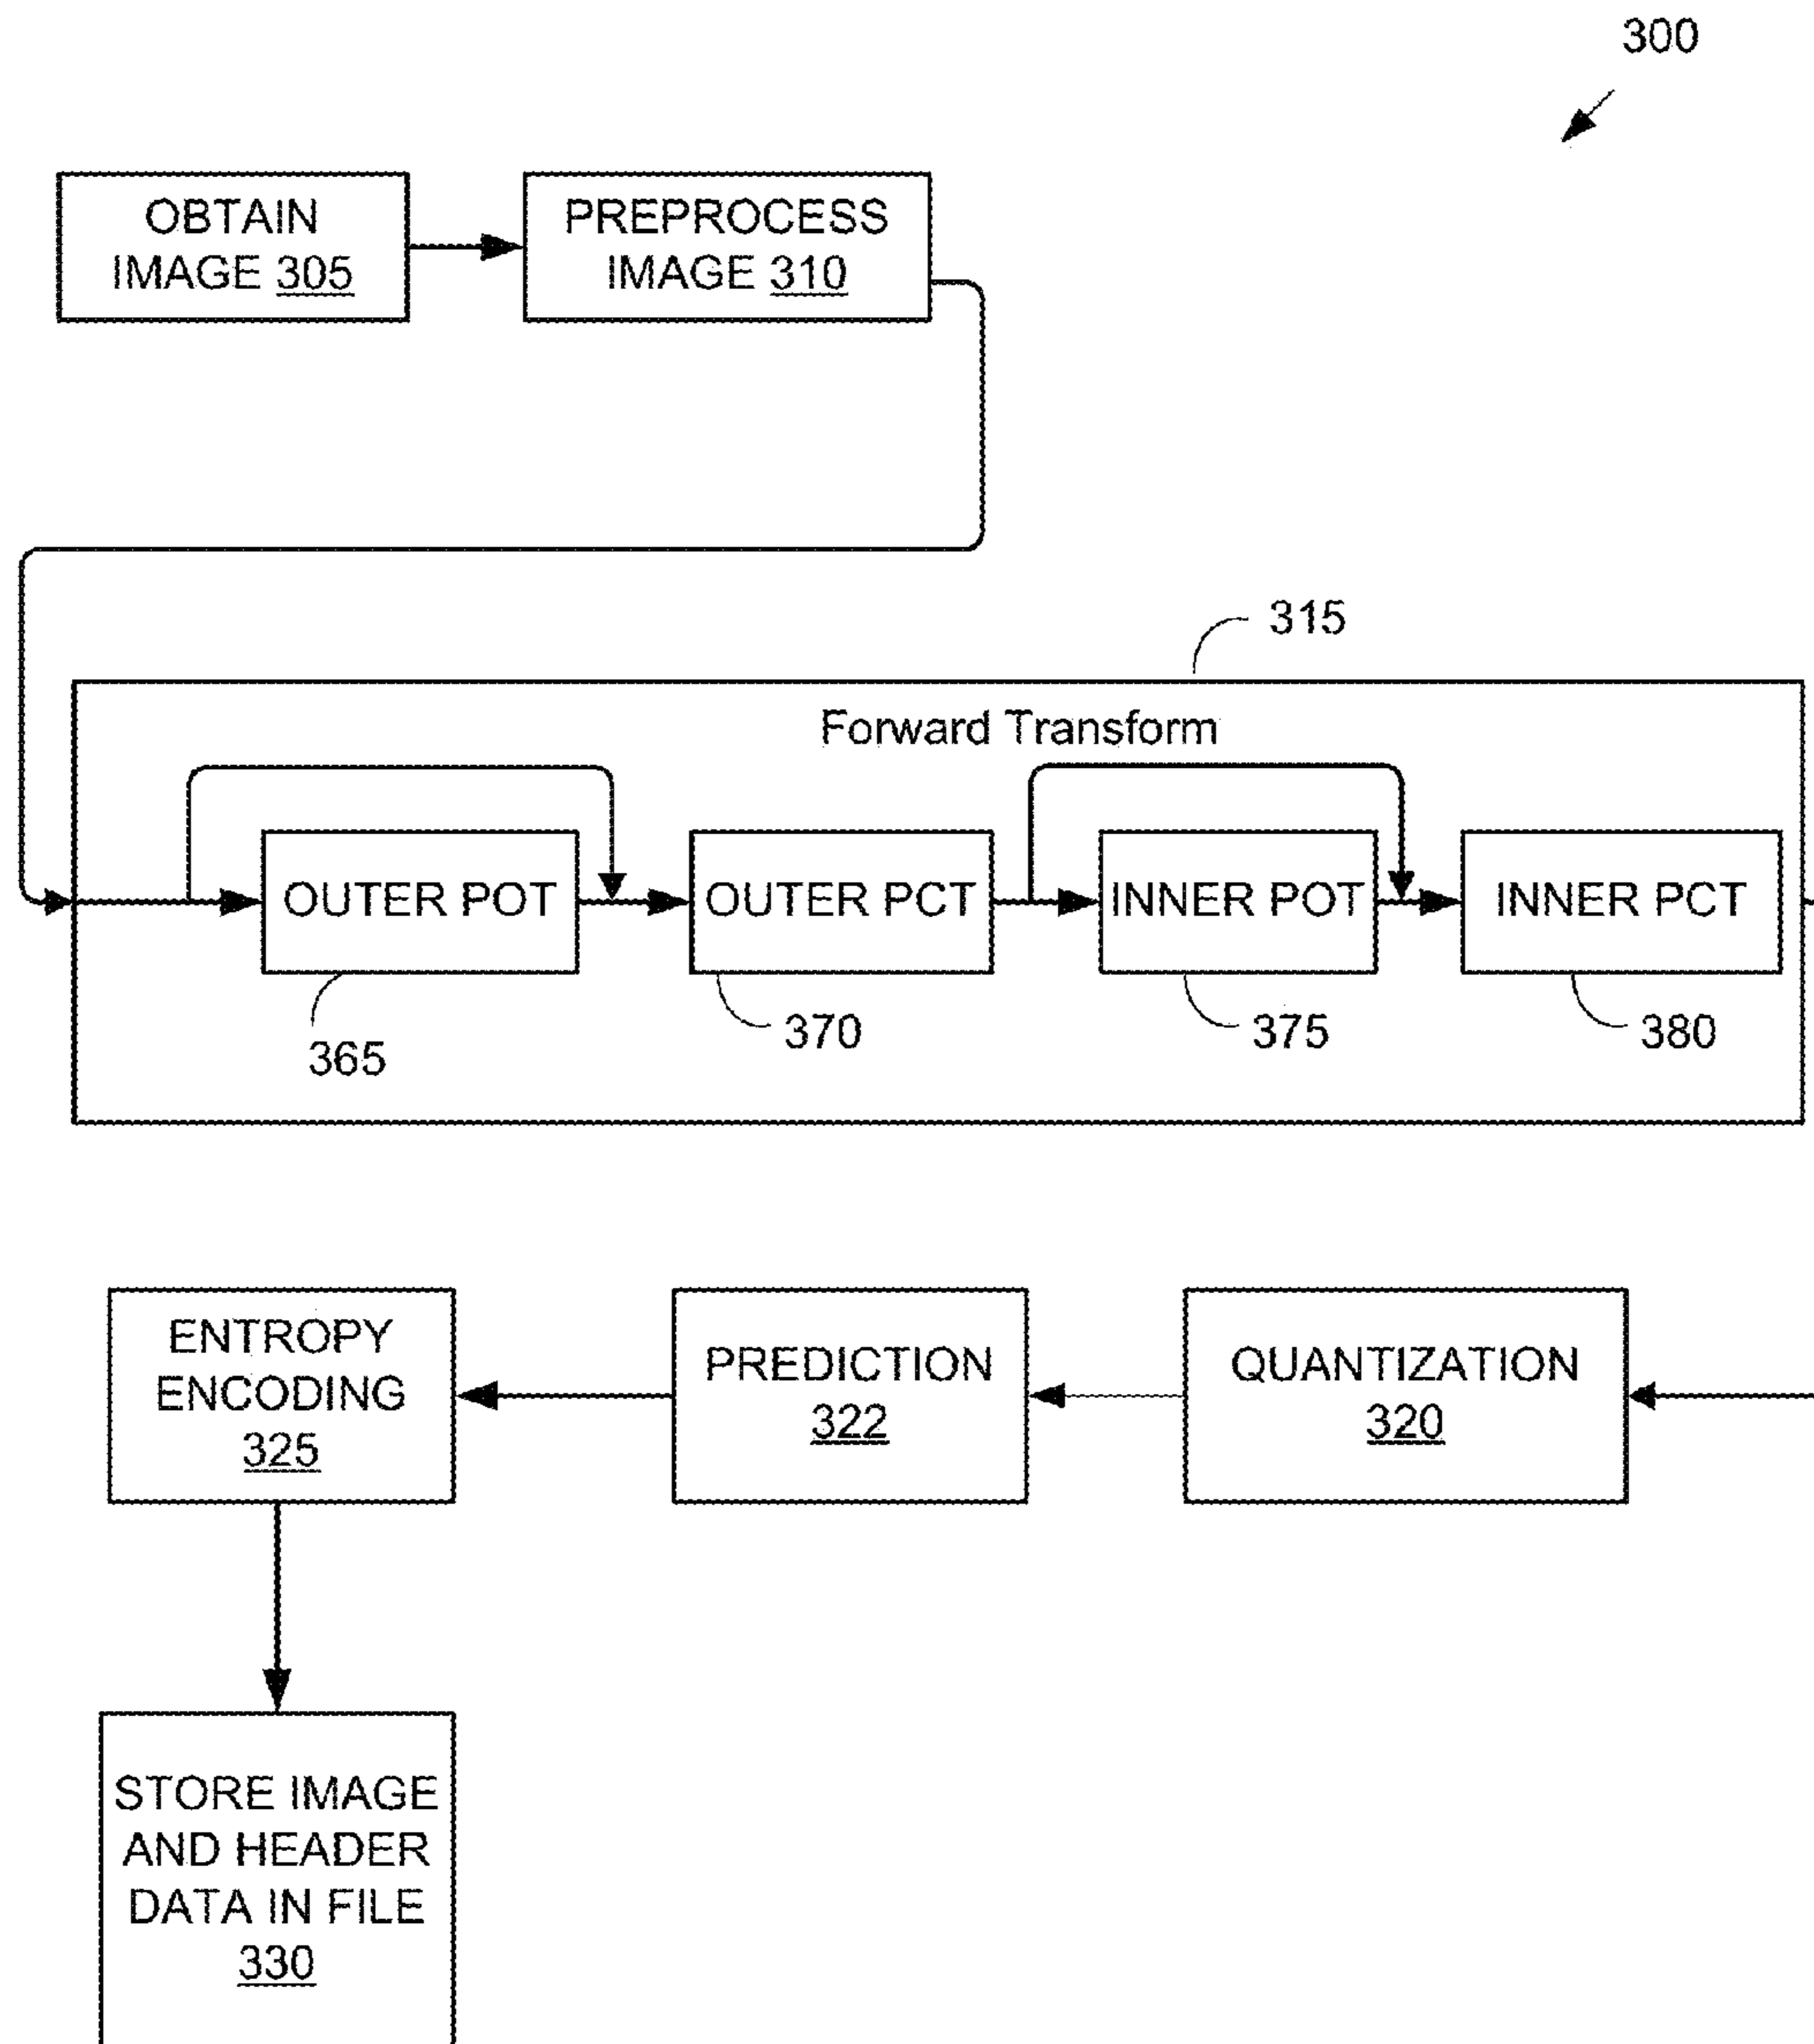 300
OBTAIN
IMAGE 305
PREPROCESS
IMAGE 310
315
Forward Transform
OUTER POT
OUTER PCT
INNER POT
INNER PCT
365
370
375
380
ENTROPY
ENCODING
325
PREDICTION
322
QUANTIZATION
320
STORE IMAGE
AND HEADER
DATA IN FILE
330